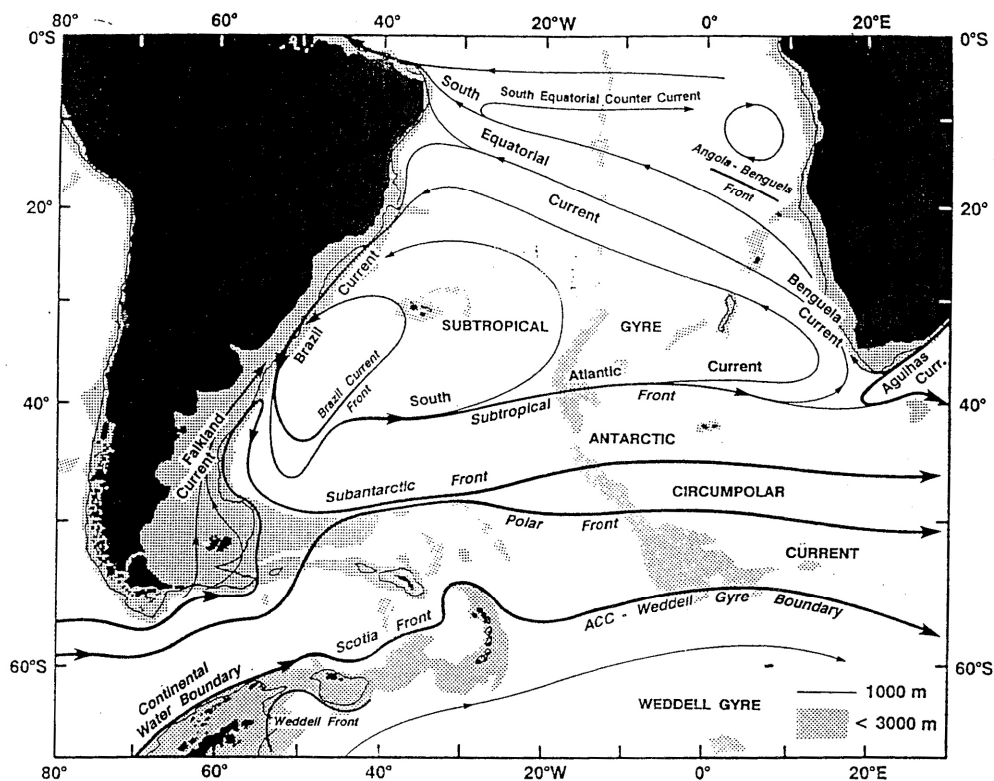 80° 60° 40° 20°W 0° 20°E
0°S 0°S
South
South Equatorial Counter Current
Equatorial
Angola - Benguela
Front
20° 20°
Current
Current
Benguela
Current
Brazil
SUBTROPICAL GYRE
Brazil Current
Front
Agulhas
Curr.
South Atlantic Current
40° 40°
Subtropical Front
Falkland
Current
ANTARCTIC
Subantarctic Front
CIRCUMPOLAR
Polar Front
CURRENT
Scotia Front
ACC - Weddell Gyre Boundary
60°S 60°S
Continental
Water Boundary
Weddell Front
WEDDELL GYRE
1000 m
< 3000 m
80° 60° 40° 20°W 0° 20°E